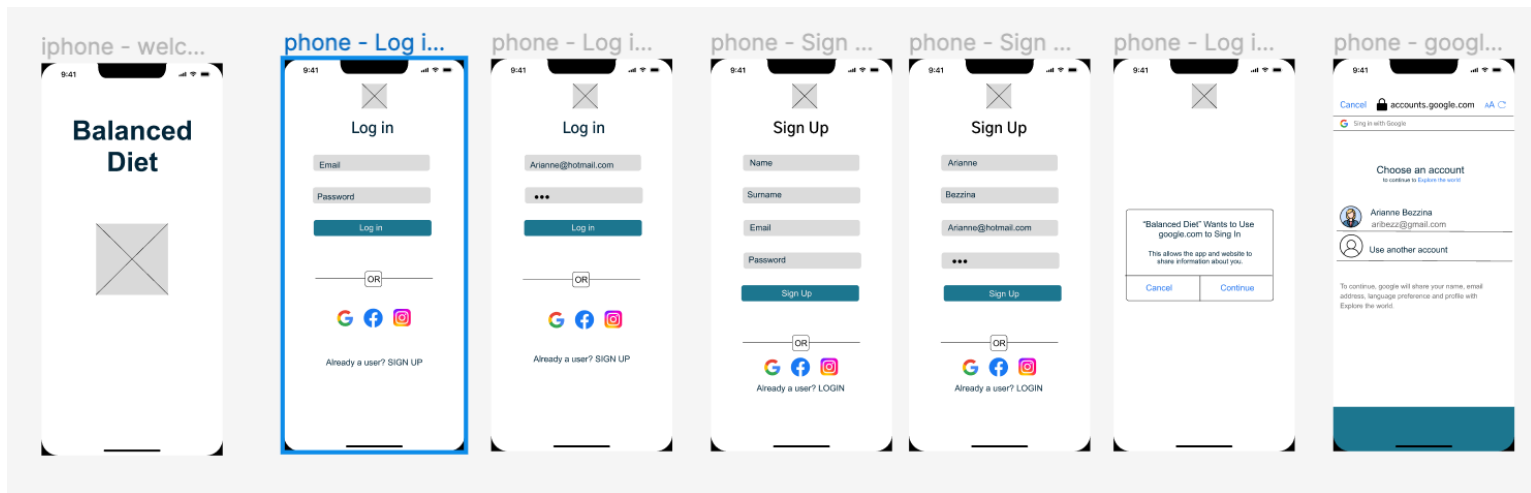 iphone - welc...
9:41
Balanced
Diet
phone - Log i...
9:41
Log in
Email
Password
Log in
OR
Already a user? SIGN UP
phone - Log i...
9:41
Log in
Arianne@hotmail.com
●●●
Log in
OR
Already a user? SIGN UP
phone - Sign ...
9:41
Sign Up
Name
Surname
Email
Password
Sign Up
OR
Already a user? LOGIN
phone - Sign ...
9:41
Sign Up
Arianne
Bezzina
Arianne@hotmail.com
●●●
Sign Up
OR
Already a user? LOGIN
phone - Log i...
9:41
"Balanced Diet" Wants to Use
google.com to Sing In
This allows the app and website to
share information about you.
Cancel Continue
phone - googl...
9:41
Cancel accounts.google.com AA
Sing in with Google
Choose an account
to continue to Explore the world
Arianne Bezzina
aribezz@gmail.com
Use another account
To continue, google will share your name, email
address, language preference and profile with
Explore the world.